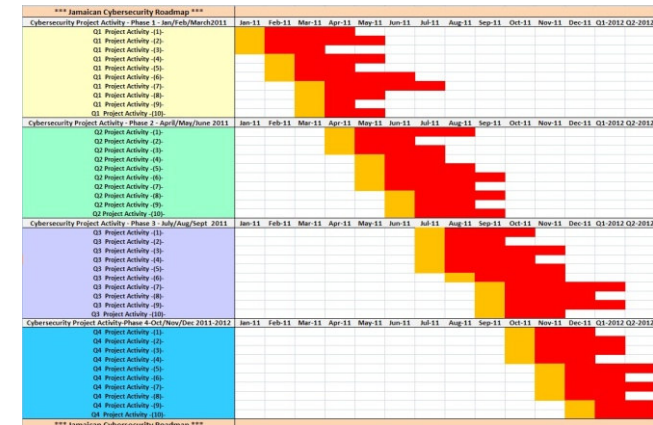 *** Jamaican Cybersecurity Roadmap ***
Cybersecurity Project Activity - Phase 1 - Jan/Feb/March2011 Jan-11 Feb-11 Mar-11 Apr-11 May-11 Jun-11 Jul-11 Aug-11 Sep-11 Oct-11 Nov-11 Dec-11 Q1-2012 Q2-2012
Q1 Project Activity -(1)-
Q1 Project Activity -(2)-
Q1 Project Activity -(3)-
Q1 Project Activity -(4)-
Q1 Project Activity -(5)-
Q1 Project Activity -(6)-
Q1 Project Activity -(7)-
Q1 Project Activity -(8)-
Q1 Project Activity -(9)-
Q1 Project Activity -(10)-
Cybersecurity Project Activity - Phase 2 - April/May/June 2011 Jan-11 Feb-11 Mar-11 Apr-11 May-11 Jun-11 Jul-11 Aug-11 Sep-11 Oct-11 Nov-11 Dec-11 Q1-2012 Q2-2012
Q2 Project Activity -(1)-
Q2 Project Activity -(2)-
Q2 Project Activity -(3)-
Q2 Project Activity -(4)-
Q2 Project Activity -(5)-
Q2 Project Activity -(6)-
Q2 Project Activity -(7)-
Q2 Project Activity -(8)-
Q2 Project Activity -(9)-
Q2 Project Activity -(10)-
Cybersecurity Project Activity - Phase 3 - July/Aug/Sept 2011 Jan-11 Feb-11 Mar-11 Apr-11 May-11 Jun-11 Jul-11 Aug-11 Sep-11 Oct-11 Nov-11 Dec-11 Q1-2012 Q2-2012
Q3 Project Activity -(1)-
Q3 Project Activity -(2)-
Q3 Project Activity -(3)-
Q3 Project Activity -(4)-
Q3 Project Activity -(5)-
Q3 Project Activity -(6)-
Q3 Project Activity -(7)-
Q5 Project Activity -(8)-
Q3 Project Activity -(9)-
Q3 Project Activity -(10)-
Cybersecurity Project Activity-Phase 4-Oct/Nov/Dec 2011-2012 Jan-11 Feb-11 Mar-11 Apr-11 May-11 Jun-11 Jul-11 Aug-11 Sep-11 Oct-11 Nov-11 Dec-11 Q1-2012 Q2-2012
Q4 Project Activity -(1)-
Q4 Project Activity -(2)-
Q4 Project Activity -(3)-
Q4 Project Activity -(4)-
Q4 Project Activity -(5)-
Q4 Project Activity -(6)-
Q4 Project Activity -(7)-
Q4 Project Activity -(8)-
Q4 Project Activity -(9)-
Q4 Project Activity -(10)-
*** Jamaican Cybersecurity Roadmap ***